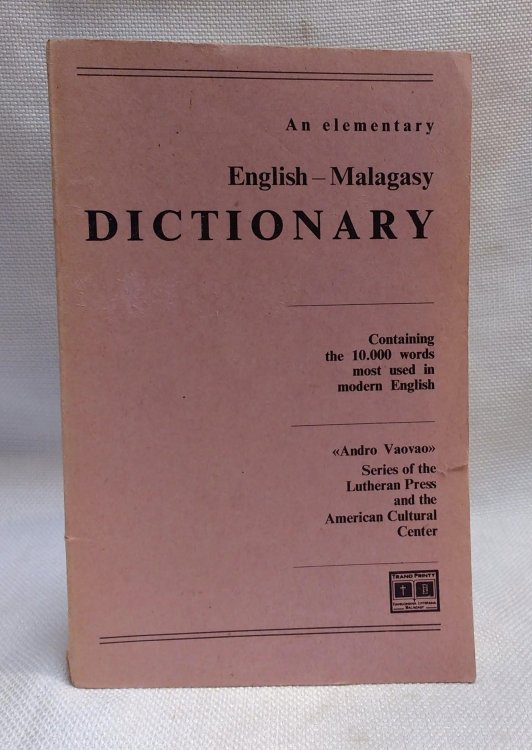 An elementary
English – Malagasy
DICTIONARY
Containing
the 10.000 words
most used in
modern English
«Andro Vaovao»
Series of the
Lutheran Press
and the
American Cultural
Center
TRANO PRINTY